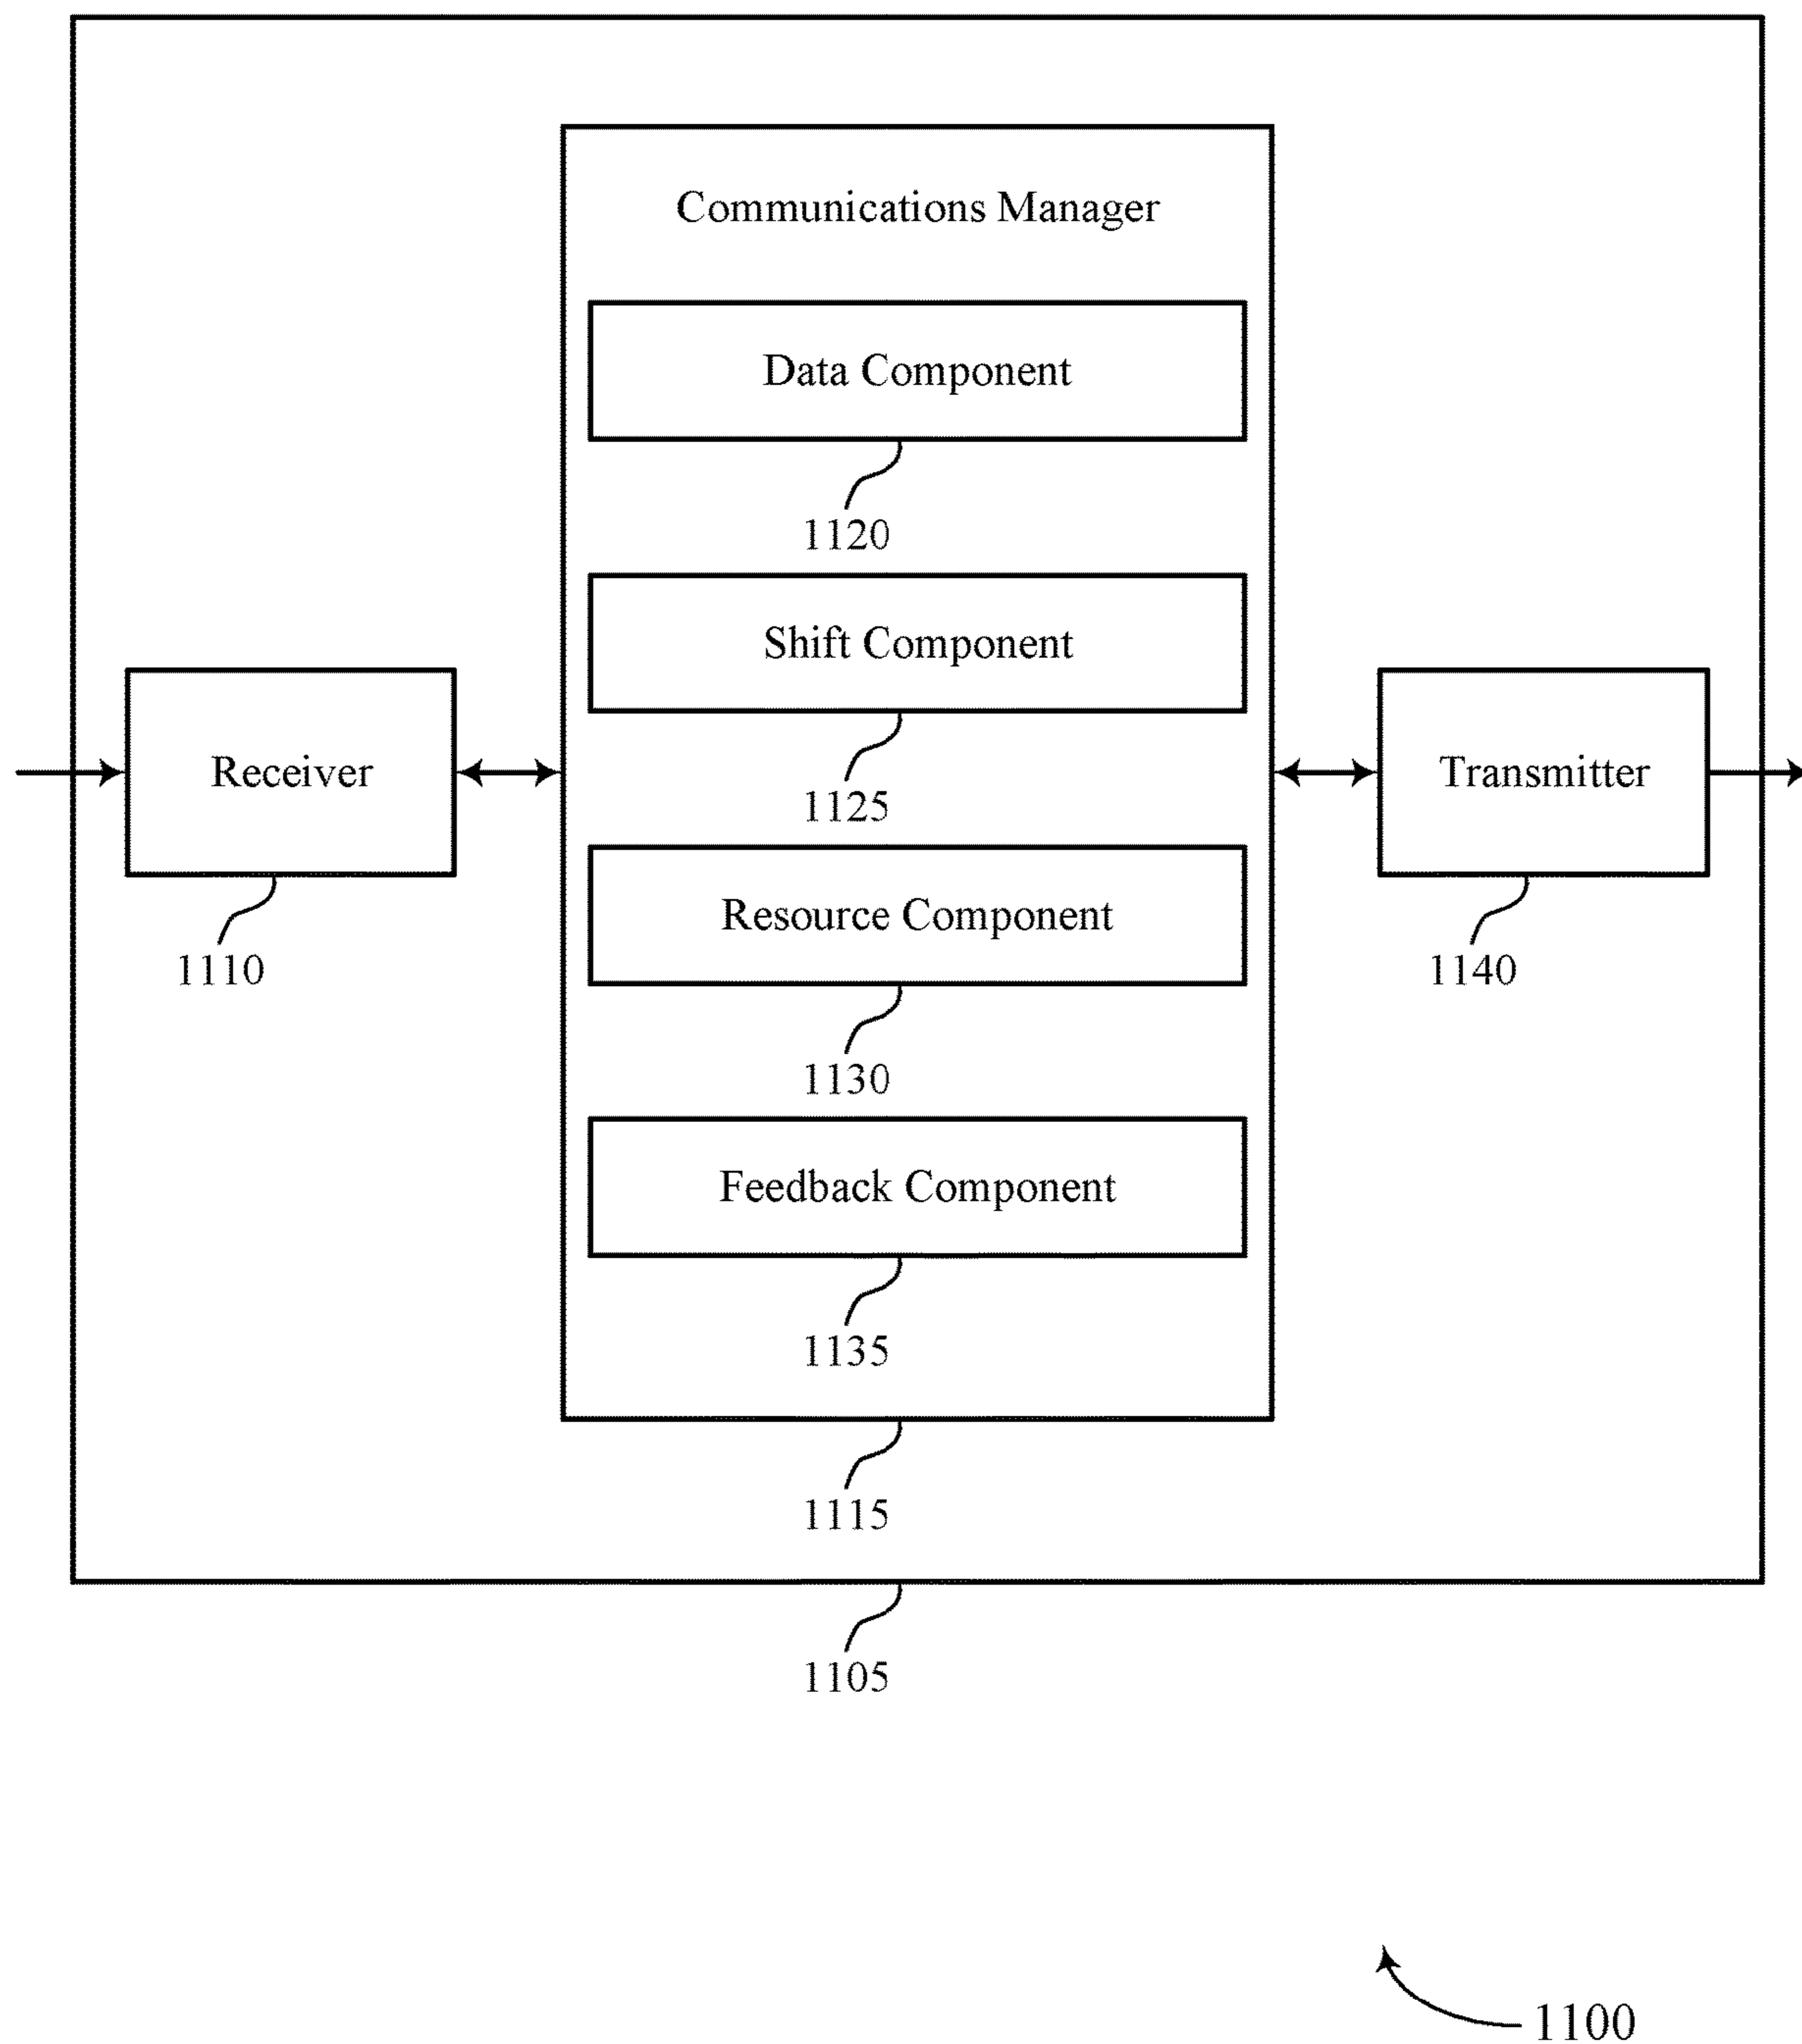 Communications Manager
Data Component
1120
Shift Component
1125
Receiver
1110
Transmitter
1140
Resource Component
1130
Feedback Component
1135
1115
1105
1100